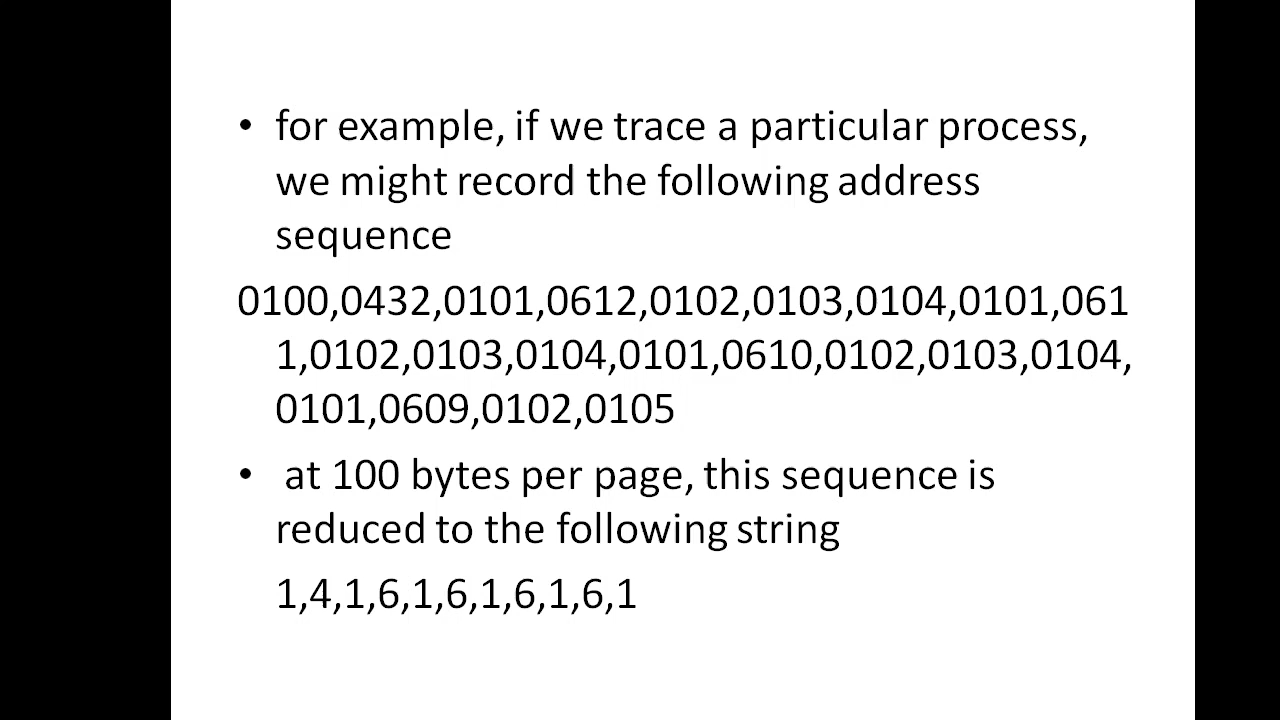 • for example, if we trace a particular process,
we might record the following address
sequence
0100,0432,0101,0612,0102,0103,0104,0101,061
1,0102,0103,0104,0101,0610,0102,0103,0104,
0101,0609,0102,0105
• at 100 bytes per page, this sequence is
reduced to the following string
1,4,1,6,1,6,1,6,1,6,1